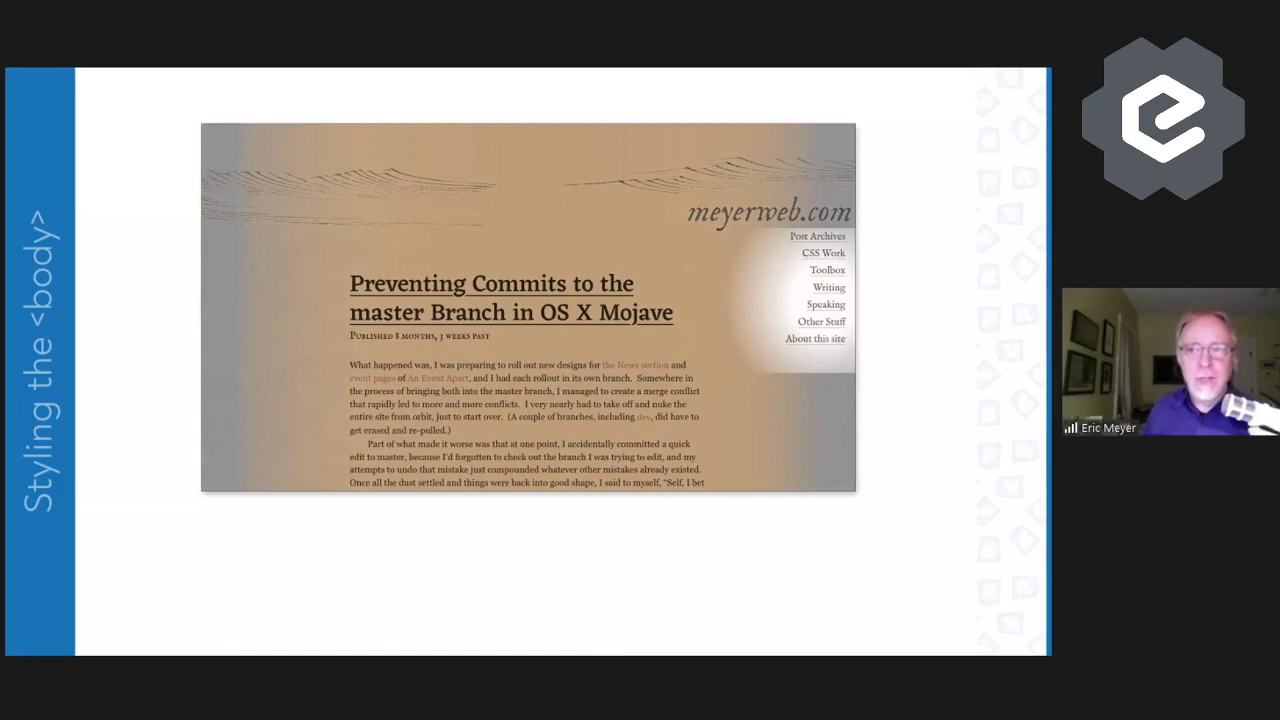 Styling the <body>
meyerweb.com
Post Archives
CSS Work
Toolbox
Writing
Speaking
Other Stuff
About this site
Preventing Commits to the
master Branch in OS X Mojave
Published 8 months, 3 weeks past
What happened was, I was preparing to roll out new designs for the News section and
event pages of An Event Apart, and I had each rollout in its own branch. Somewhere in
the process of bringing both into the master branch, I managed to create a merge conflict
that rapidly led to more and more conflicts. I very nearly had to take off and nuke the
entire site from orbit, just to start over. (A couple of branches, including dev, did have to
get erased and re-pulled.)
Part of what made it worse was that at one point, I accidentally committed a quick
edit to master, because I'd forgotten to check out the branch I was trying to edit, and my
attempts to undo that mistake just compounded whatever other mistakes already existed.
Once all the dust settled and things were back into good shape, I said to myself, “Self, I bet
Eric Meyer